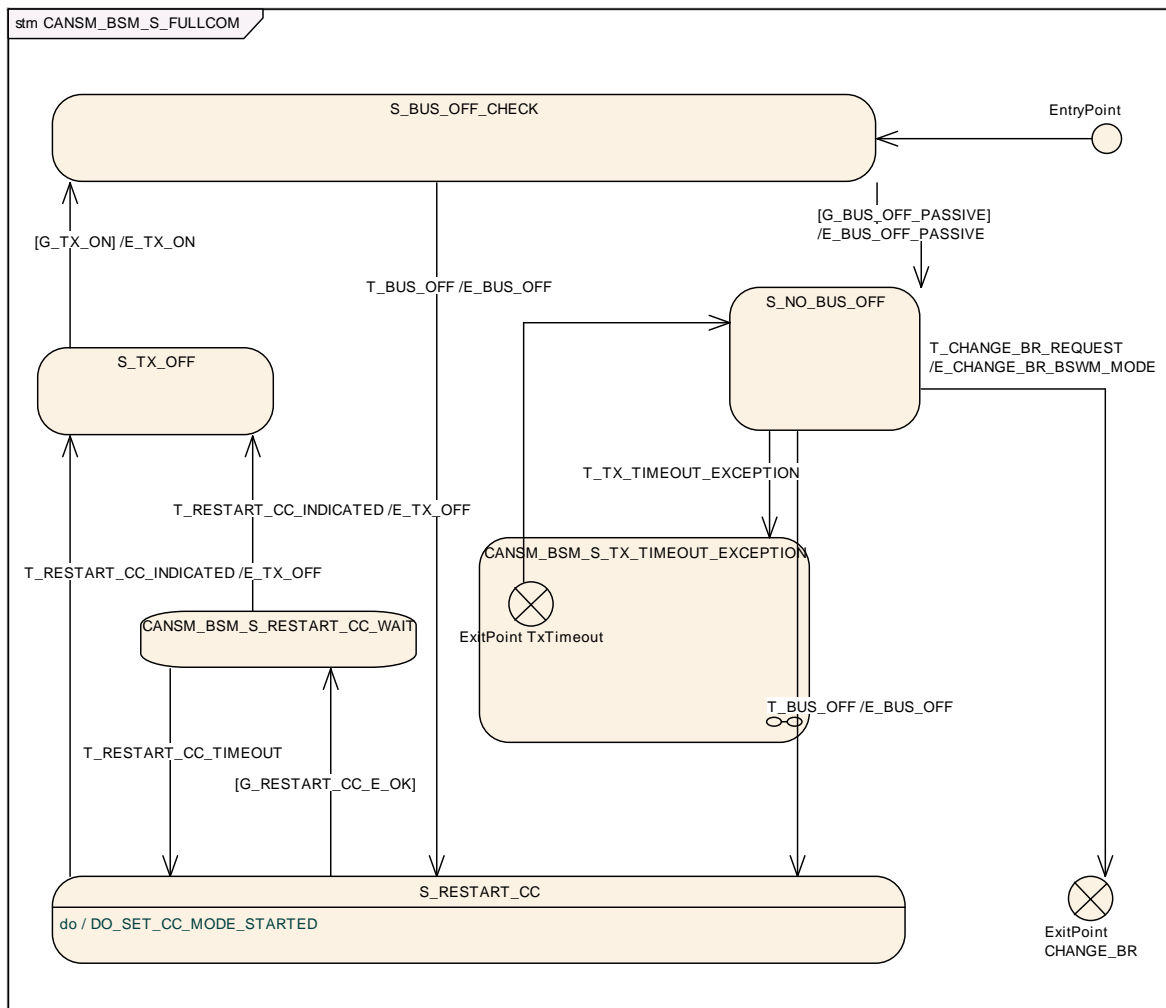 stm CANSM_BSM_S_FULLCOM
S_BUS_OFF_CHECK
EntryPoint
[G_BUS_OFF_PASSIVE]
/E_BUS_OFF_PASSIVE
[G_TX_ON] /E_TX_ON
T_BUS_OFF /E_BUS_OFF
S_NO_BUS_OFF
T_CHANGE_BR_REQUEST
/E_CHANGE_BR_BSWM_MODE
S_TX_OFF
T_TX_TIMEOUT_EXCEPTION
T_RESTART_CC_INDICATED /E_TX_OFF
CANSM_BSM_S_TX_TIMEOUT_EXCEPTION
T_RESTART_CC_INDICATED /E_TX_OFF
CANSM_BSM_S_RESTART_CC_WAIT
ExitPoint TxTimeout
T_BUS_OFF /E_BUS_OFF
T_RESTART_CC_TIMEOUT
[G_RESTART_CC_E_OK]
S_RESTART_CC
do / DO_SET_CC_MODE_STARTED
ExitPoint
CHANGE_BR